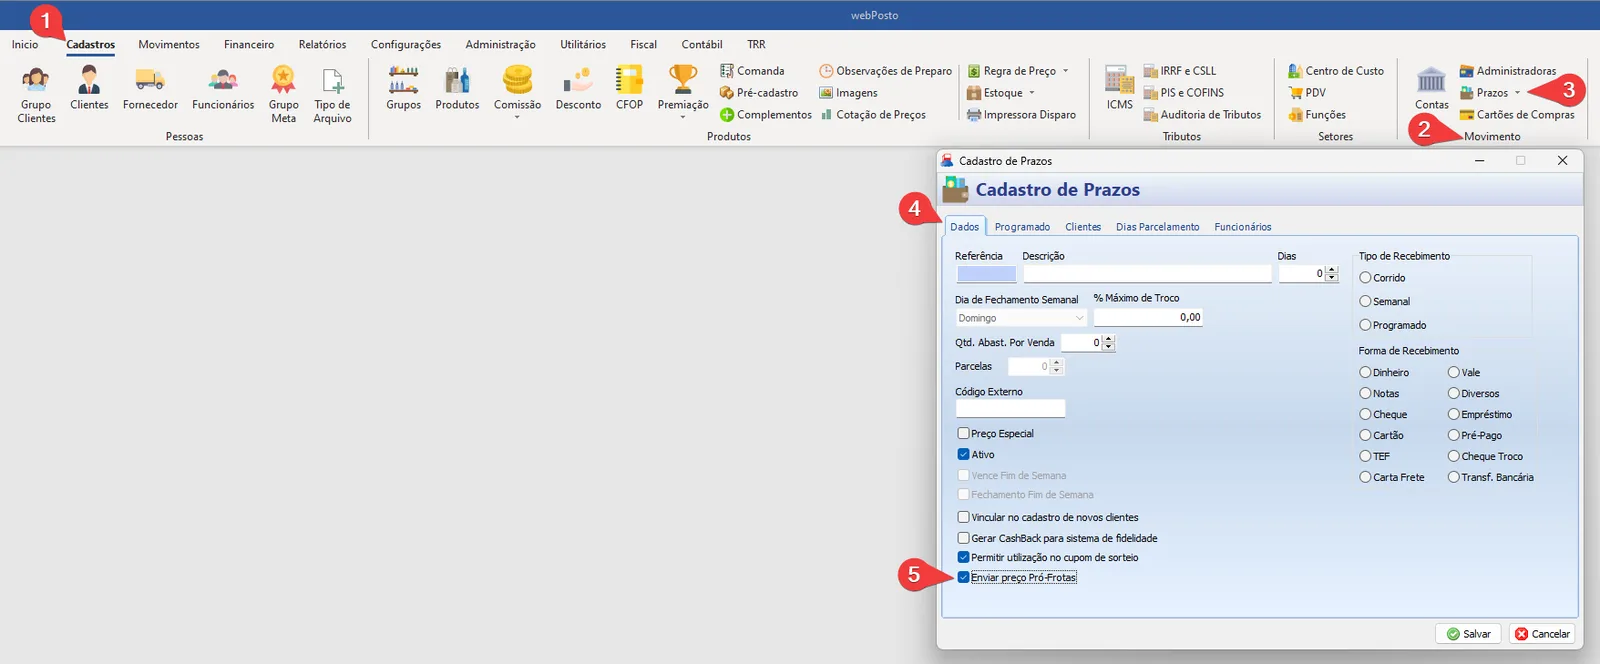 webPosto
1
Inicio Cadastros Movimentos Financeiro Relatórios Configurações Administração Utilitários Fiscal Contábil TRR
Grupo Clientes
Clientes
Fornecedor
Funcionários
Grupo Meta
Tipo de Arquivo
Pessoas
Grupos
Produtos
Comissão
Desconto
CFOP
Premiação
Comanda
Pré-cadastro
Complementos
Observações de Preparo
Imagens
Cotação de Preços
Produtos
Regra de Preço
Estoque
Impressora Disparo
ICMS
IRRF e CSLL
PIS e COFINS
Auditoria de Tributos
Tributos
Centro de Custo
PDV
Funções
Setores
Contas
Administradoras
Prazos
Cartões de Compras
3
2
Movimento
Cadastro de Prazos
Cadastro de Prazos
4
Dados Programado Clientes Dias Parcelamento Funcionários
Referência Descrição Dias
0
Dia de Fechamento Semanal % Máximo de Troco
Domingo 0,00
Qtd. Abast. Por Venda 0
Parcelas 0
Código Externo
Preço Especial
Ativo
Vence Fim de Semana
Fechamento Fim de Semana
Vincular no cadastro de novos clientes
Gerar CashBack para sistema de fidelidade
Permitir utilização no cupom de sorteio
5
Enviar preço Pró-Frotas
Tipo de Recebimento
Corrido
Semanal
Programado
Forma de Recebimento
Dinheiro Vale
Notas Diversos
Cheque Empréstimo
Cartão Pré-Pago
TEF Cheque Troco
Carta Frete Transf. Bancária
Salvar Cancelar